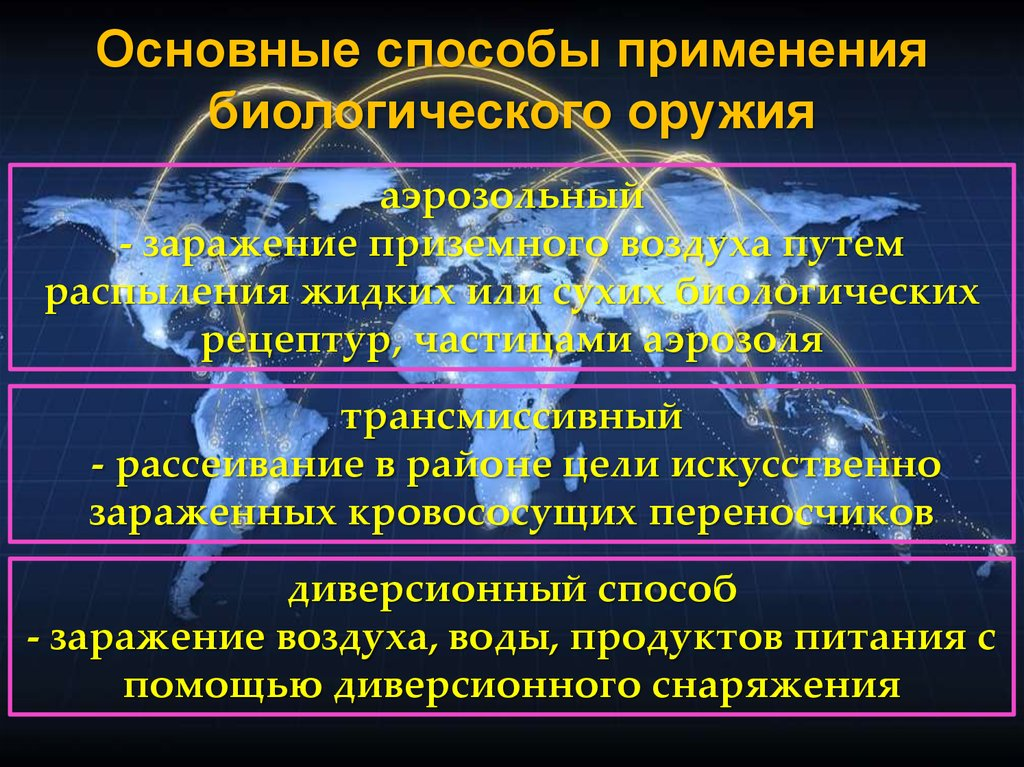 Основные способы применения
биологического оружия
аэрозольный
- заражение приземного воздуха путем
распыления жидких или сухих биологических
рецептур, частицами аэрозоля
трансмиссивный
- рассеивание в районе цели искусственно
зараженных кровососущих переносчиков
диверсионный способ
- заражение воздуха, воды, продуктов питания с
помощью диверсионного снаряжения